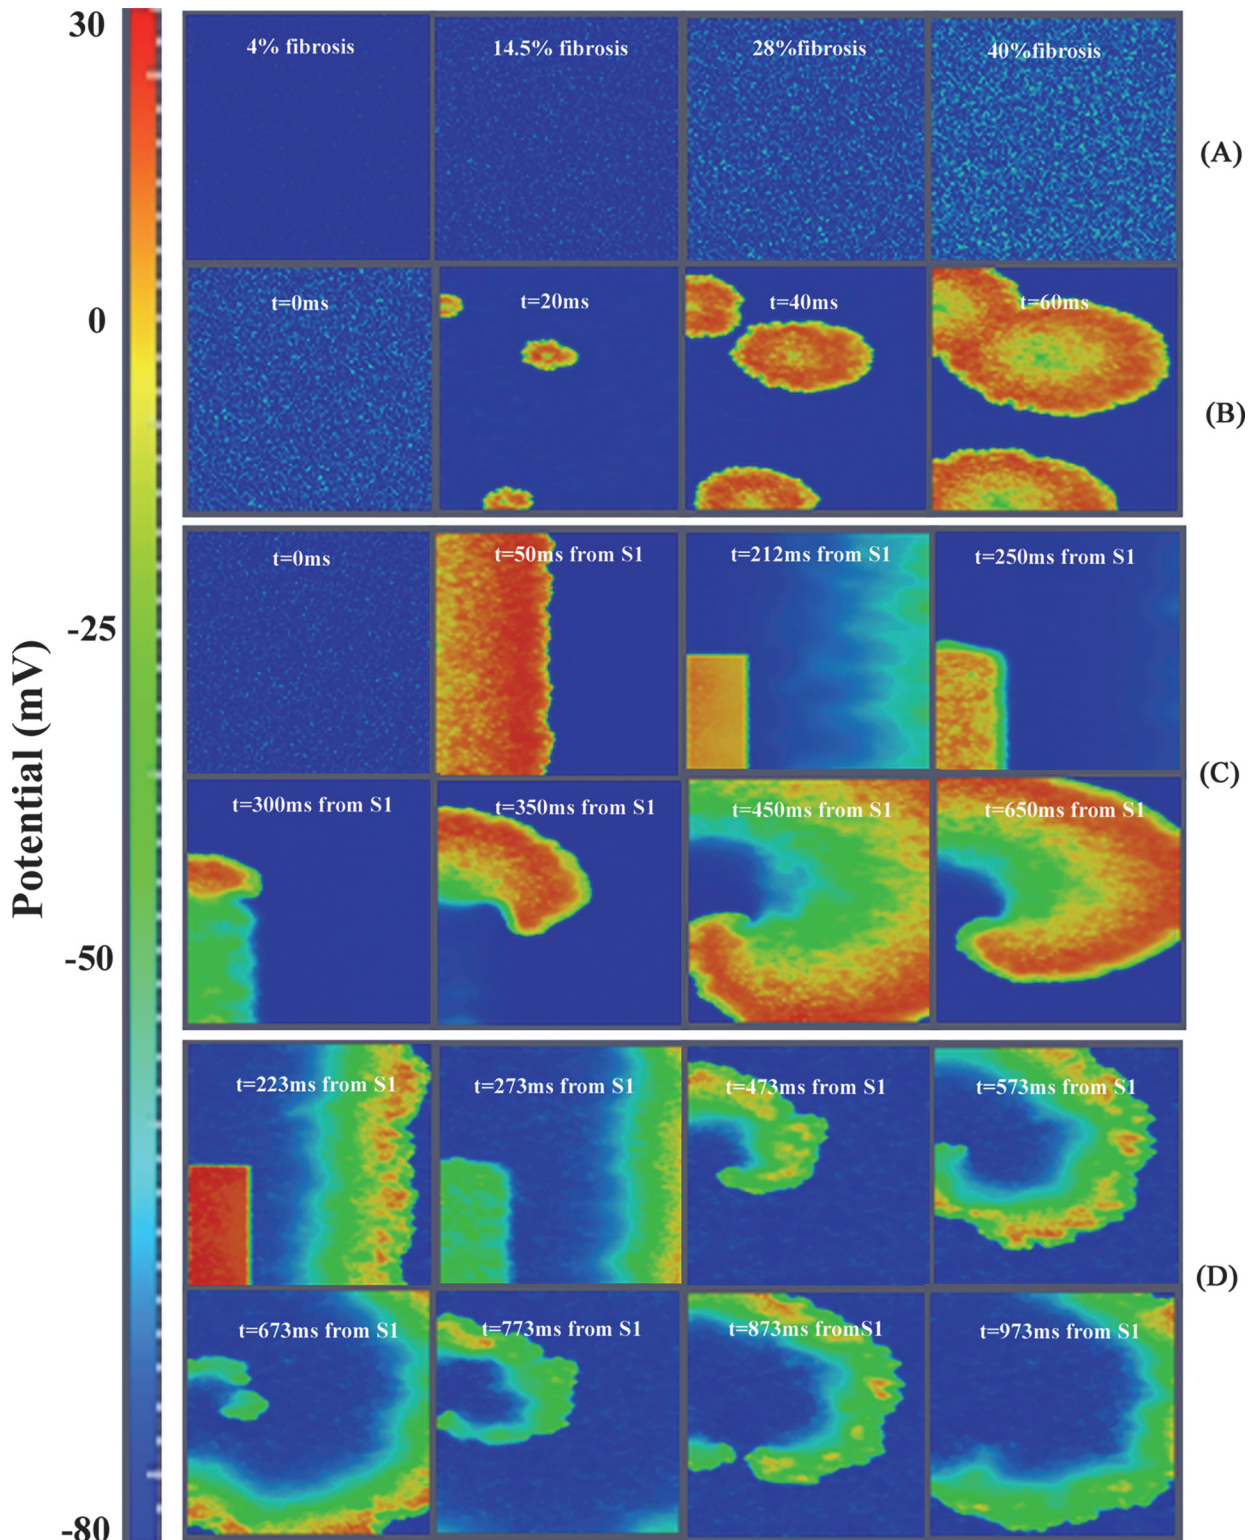 30
0
-25
-50
-80
Potential (mV)
4% fibrosis
14.5% fibrosis
28%fibrosis
40%fibrosis
(A)
t=0ms
t=20ms
t=40ms
t=60ms
(B)
t=0ms
t=50ms from S1
t=212ms from S1
t=250ms from S1
t=300ms from S1
t=350ms from S1
t=450ms from S1
t=650ms from S1
(C)
t=223ms from S1
t=273ms from S1
t=473ms from S1
t=573ms from S1
t=673ms from S1
t=773ms from S1
t=873ms fromS1
t=973ms from S1
(D)